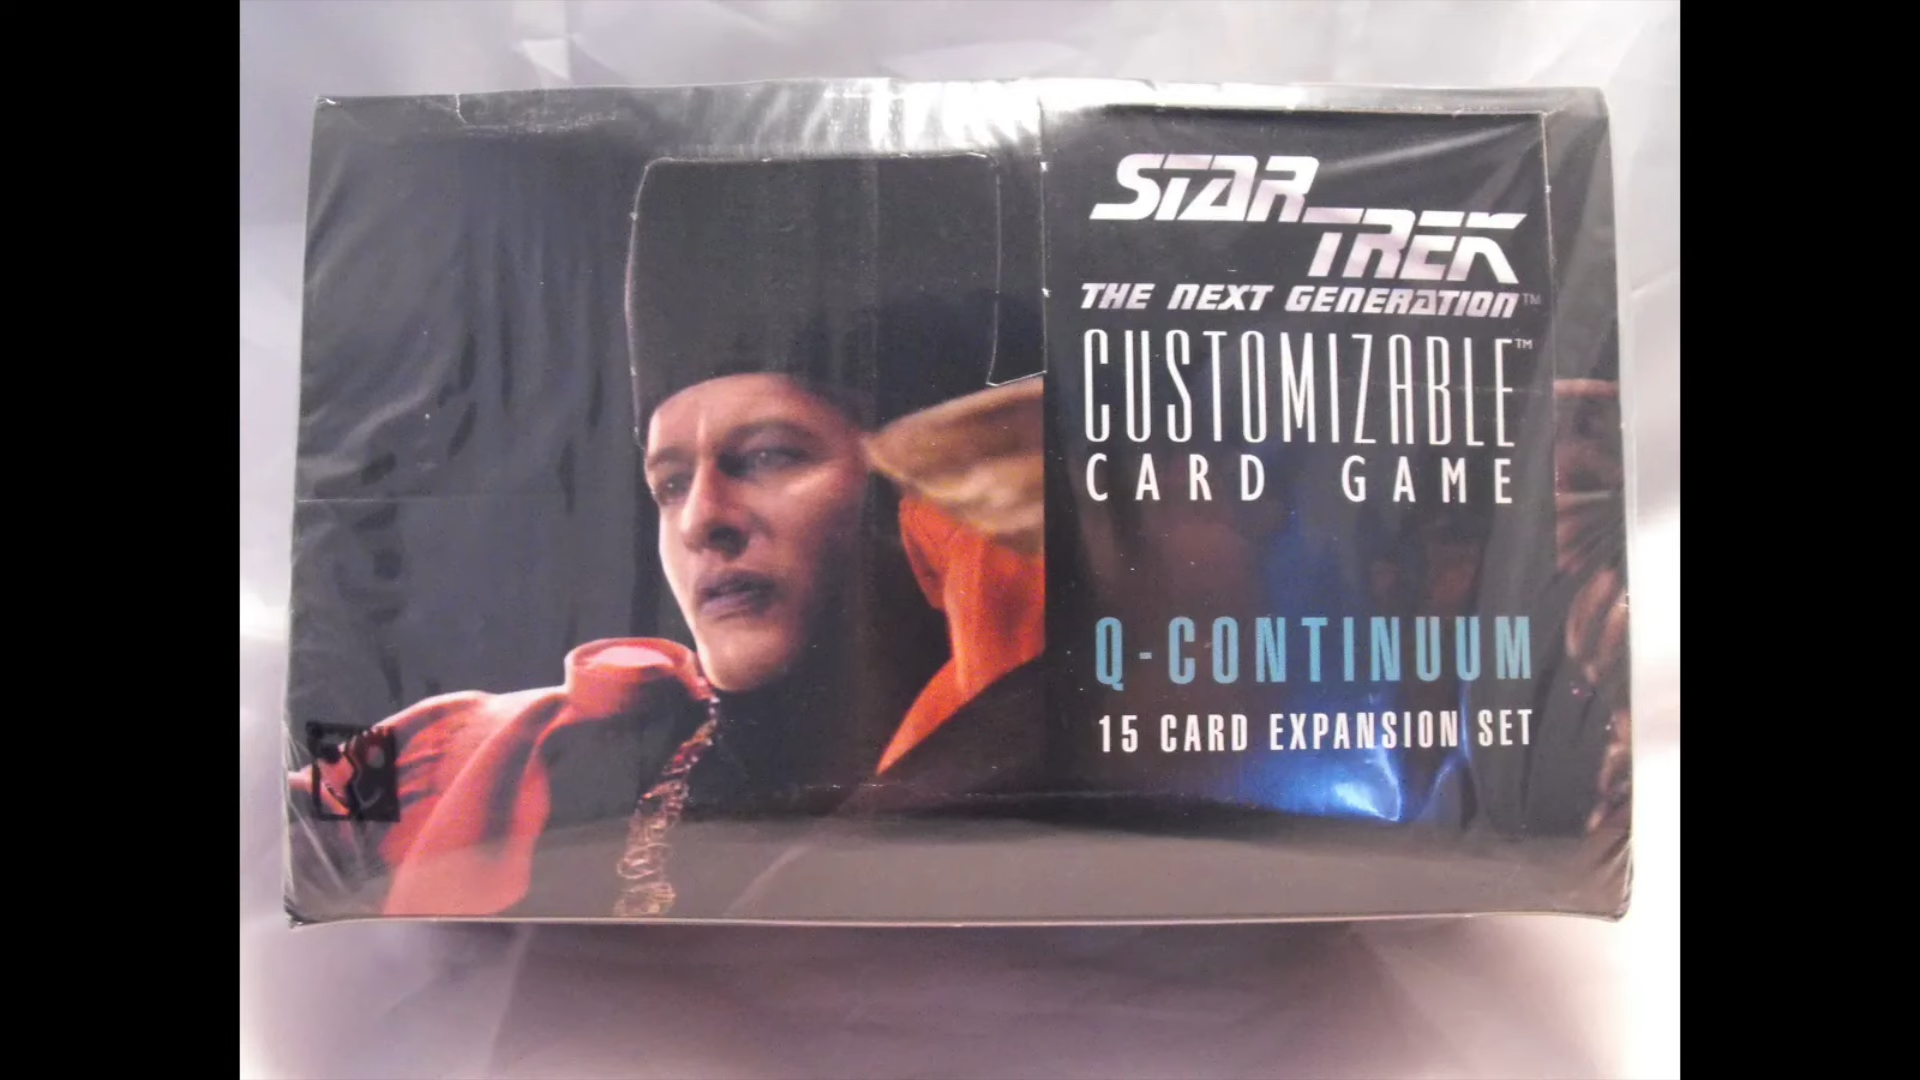 STAR
TREK
THE NEXT GENERATION™
CUSTOMIZABLE™
CARD GAME
Q-CONTINUUM
15 CARD EXPANSION SET